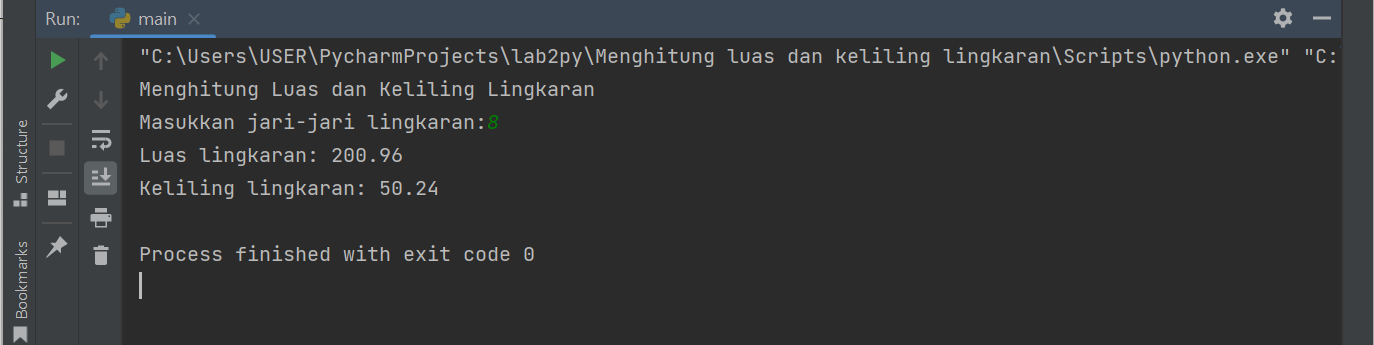 Run: main
"C:\Users\USER\PycharmProjects\lab2py\Menghitung luas dan keliling lingkaran\Scripts\python.exe" "C:
Menghitung Luas dan Keliling Lingkaran
Masukkan jari-jari lingkaran:8
Luas lingkaran: 200.96
Keliling lingkaran: 50.24
Process finished with exit code 0
Structure
Bookmarks